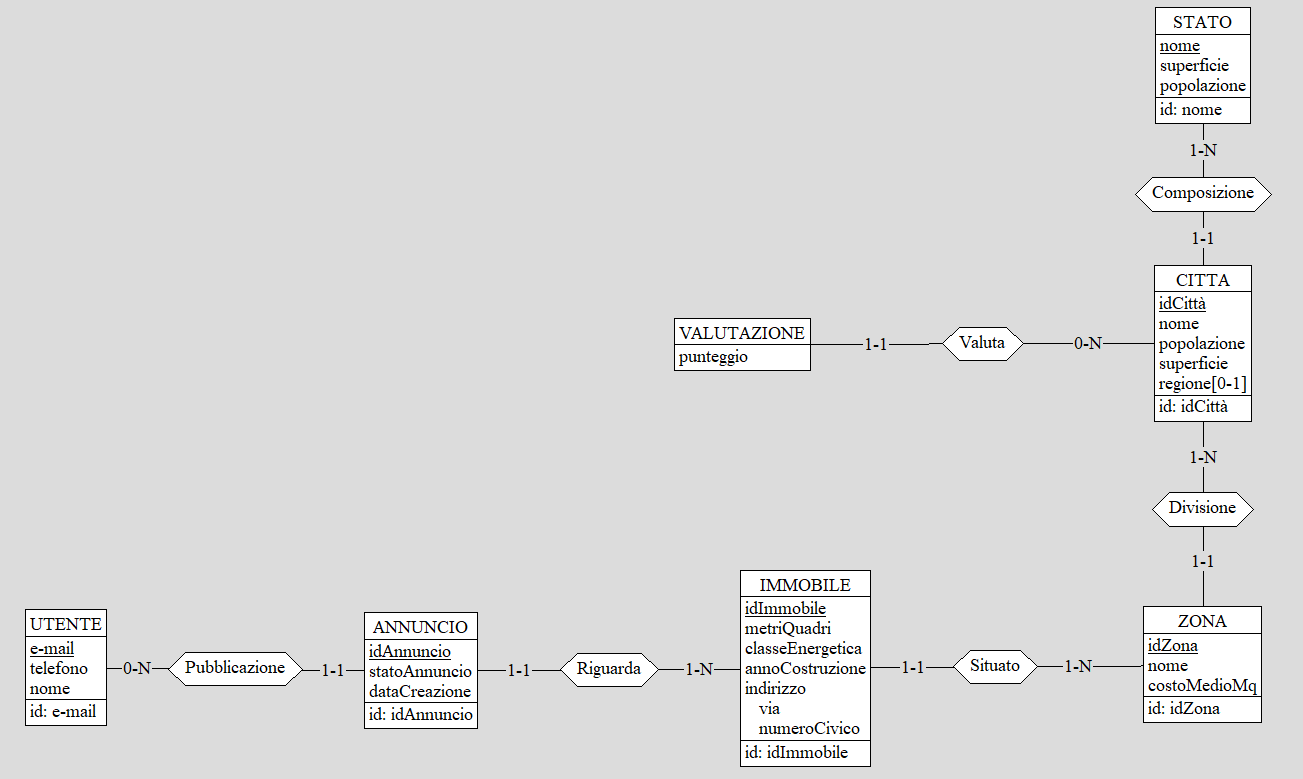 STATO
nome
superficie
popolazione
id: nome
1-N
Composizione
1-1
CITTA
idCittà
nome
popolazione
superficie
regione[0-1]
id: idCittà
VALUTAZIONE
punteggio
1-1
Valuta
0-N
1-N
Divisione
1-1
UTENTE
e-mail
telefono
nome
id: e-mail
0-N
Pubblicazione
1-1
ANNUNCIO
idAnnuncio
statoAnnuncio
dataCreazione
id: idAnnuncio
1-1
Riguarda
1-N
IMMOBILE
idImmobile
metriQuadri
classeEnergetica
annoCostruzione
indirizzo
via
numeroCivico
id: idImmobile
1-1
Situato
1-N
ZONA
idZona
nome
costoMedioMq
id: idZona